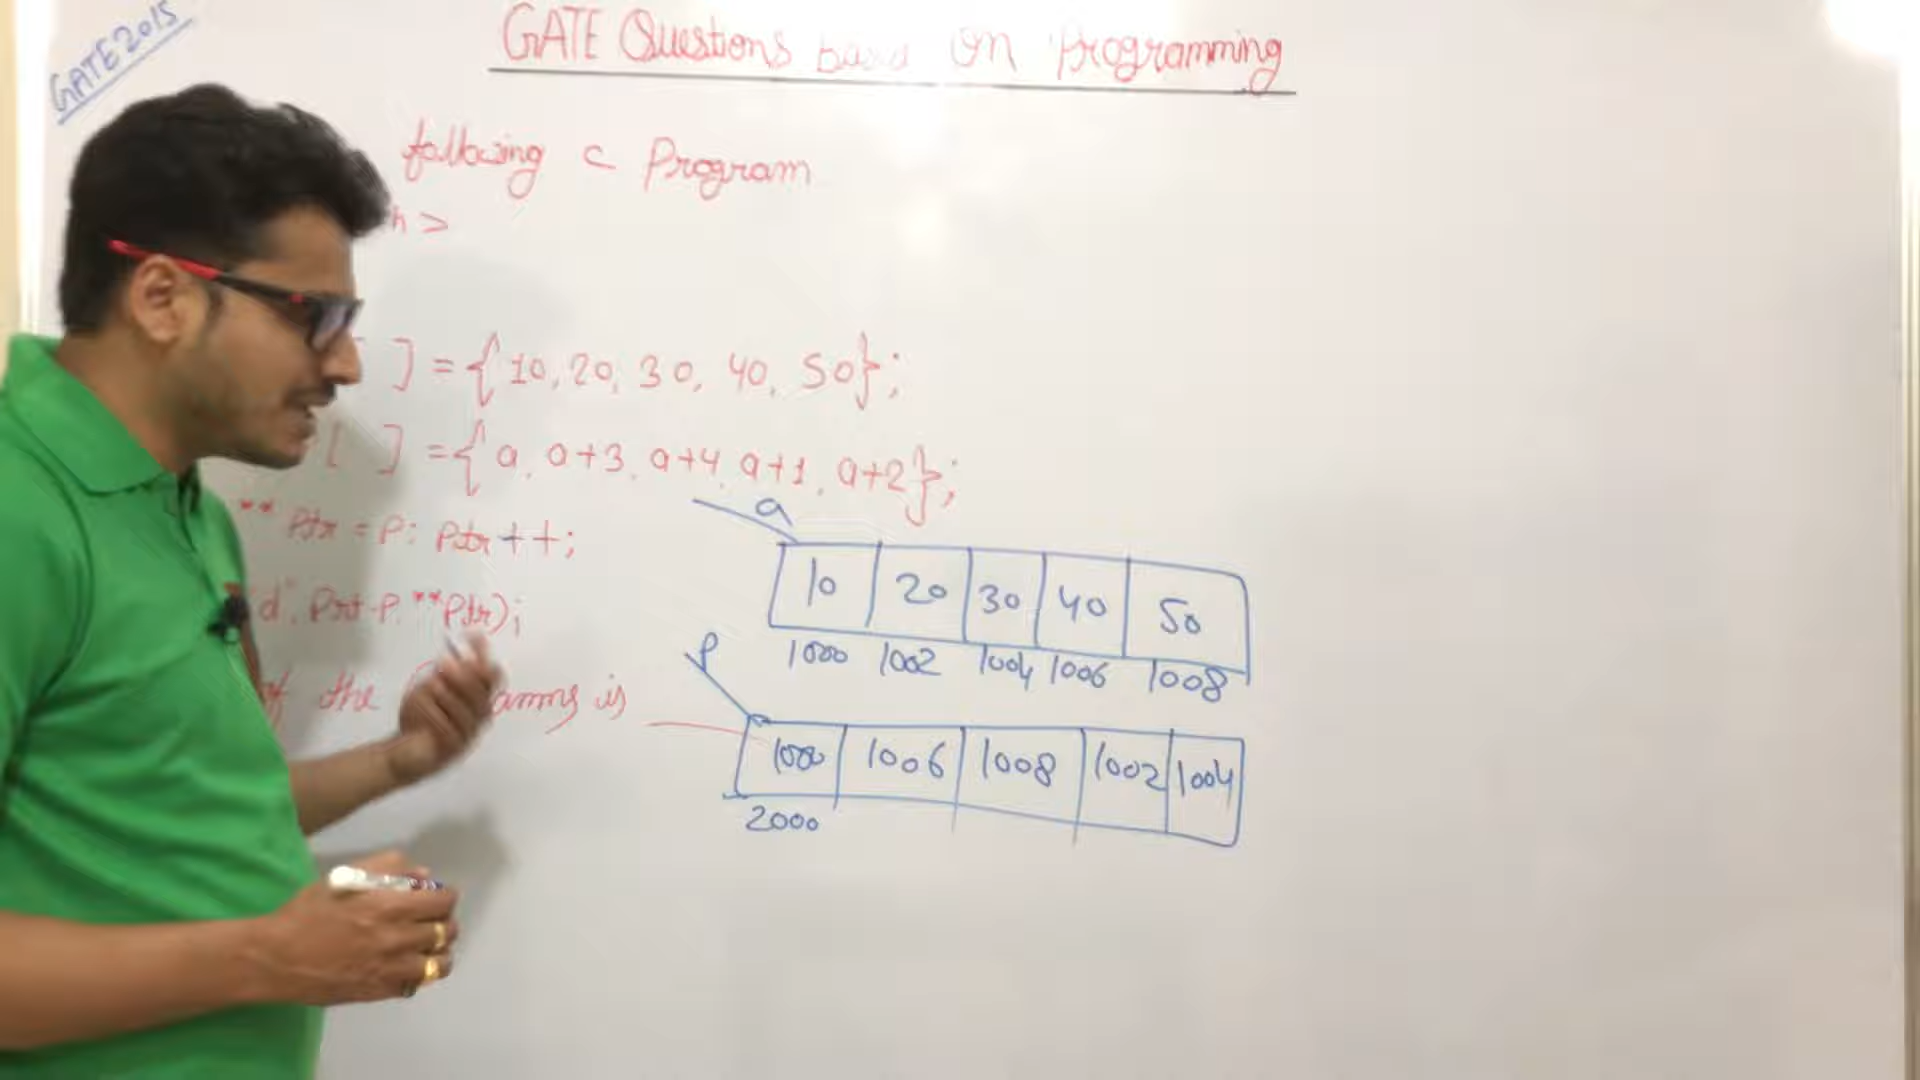 GATE 2015
GATE Questions based on Programming
following C Program
h >
[ ] = { 10, 20, 30, 40, 50};
[ ] = { a, a+3, a+4, a+1, a+2};
** Ptr = P; Ptr++;
d", Prt-P, **Ptr);
of the is
a
10 20 30 40 50
1000 1002 1004 1006 1008
P
1000 1006 1008 1002 1004
2000